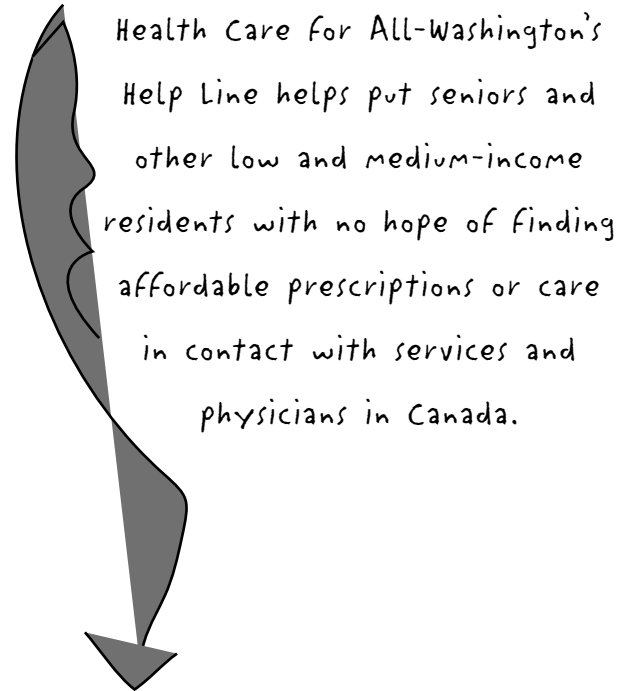 Health Care for All-Washington's
Help Line helps put seniors and
other low and medium-income
residents with no hope of finding
affordable prescriptions or care
in contact with services and
physicians in Canada.